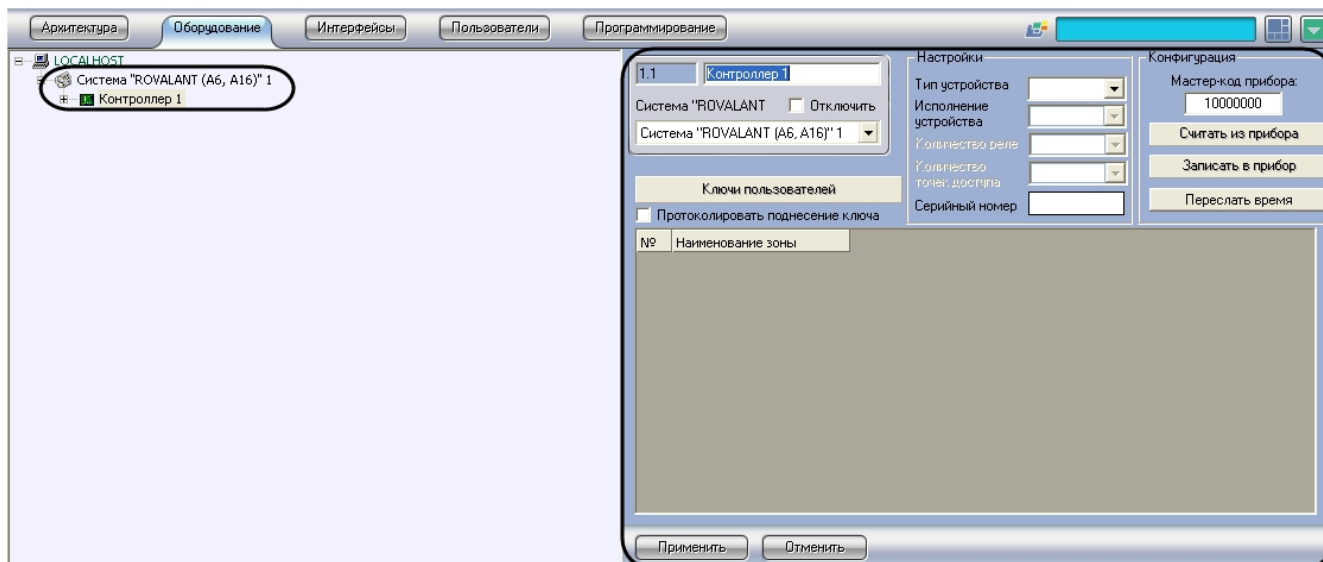 Архитектура
Оборудование
Интерфейсы
Пользователи
Программирование
LOCALHOST
Система "ROVALANT (A6, A16)" 1
Контроллер 1
1.1
Контроллер 1
Система "ROVALANT
Отключить
Система "ROVALANT (A6, A16)" 1
Ключи пользователей
Протоколировать поднесение ключа
Настройки
Тип устройства
Исполнение
устройства
Количество реле
Количество
точек доступа
Серийный номер
Конфигурация
Мастер-код прибора:
10000000
Считать из прибора
Записать в прибор
Переслать время
№
Наименование зоны
Применить
Отменить